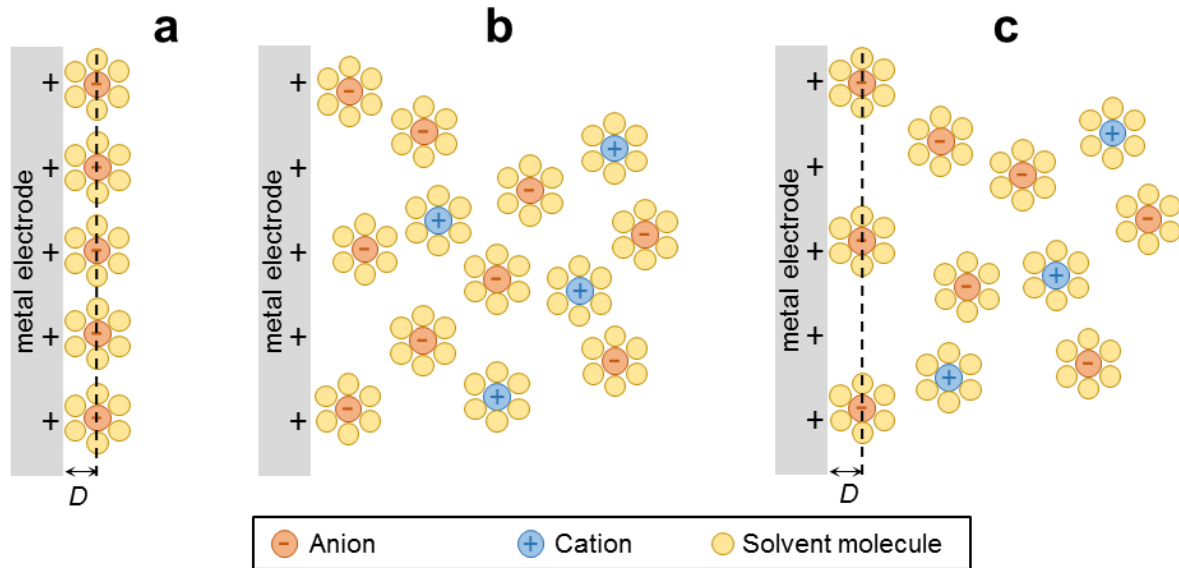 a
b
c
metal electrode
+
+
+
+
+
D
metal electrode
+
+
+
+
+
metal electrode
+
+
+
+
+
D
- Anion
+ Cation
Solvent molecule